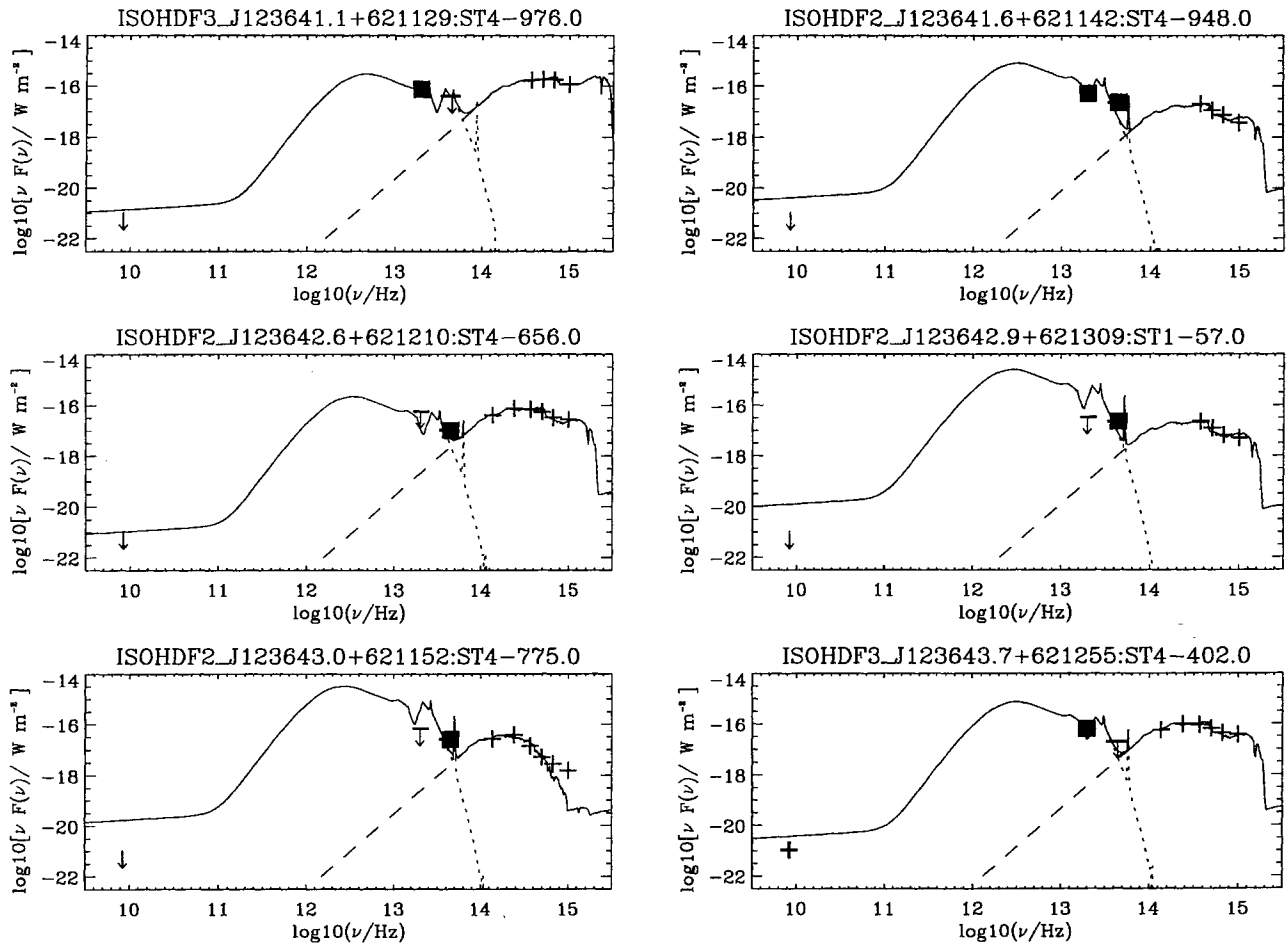 ISOHDF3_J123641.1+621129:ST4-976.0
-14
-16
-18
-20
-22
log10[ν F(ν)/ W m⁻²]
10 11 12 13 14 15
log10(ν/Hz)
ISOHDF2_J123641.6+621142:ST4-948.0
-14
-16
-18
-20
-22
log10[ν F(ν)/ W m⁻²]
10 11 12 13 14 15
log10(ν/Hz)
ISOHDF2_J123642.6+621210:ST4-656.0
-14
-16
-18
-20
-22
log10[ν F(ν)/ W m⁻²]
10 11 12 13 14 15
log10(ν/Hz)
ISOHDF2_J123642.9+621309:ST1-57.0
-14
-16
-18
-20
-22
log10[ν F(ν)/ W m⁻²]
10 11 12 13 14 15
log10(ν/Hz)
ISOHDF2_J123643.0+621152:ST4-775.0
-14
-16
-18
-20
-22
log10[ν F(ν)/ W m⁻²]
10 11 12 13 14 15
log10(ν/Hz)
ISOHDF3_J123643.7+621255:ST4-402.0
-14
-16
-18
-20
-22
log10[ν F(ν)/ W m⁻²]
10 11 12 13 14 15
log10(ν/Hz)